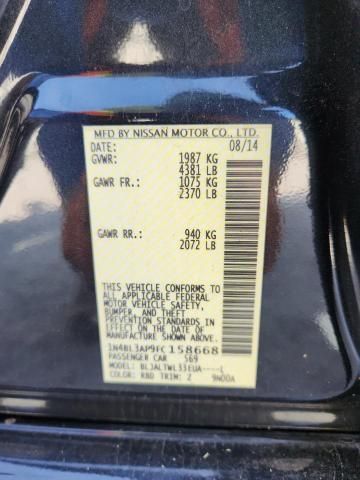 MFD BY NISSAN MOTOR CO., LTD.
DATE: 08/14
GVWR: 1987 KG
4381 LB
GAWR FR: 1075 KG
2370 LB
GAWR RR: 940 KG
2072 LB
THIS VEHICLE CONFORMS TO
ALL APPLICABLE FEDERAL
MOTOR VEHICLE SAFETY,
BUMPER, AND THEFT
PREVENTION STANDARDS IN
EFFECT ON THE DATE OF
MANUFACTURE SHOWN ABOVE.
1N4BL3AP9FC158668
PASSENGER CAR 569
MODEL: BLJALTWL33EUA----L
COLOR: RBD TRIM: Z 9N00A